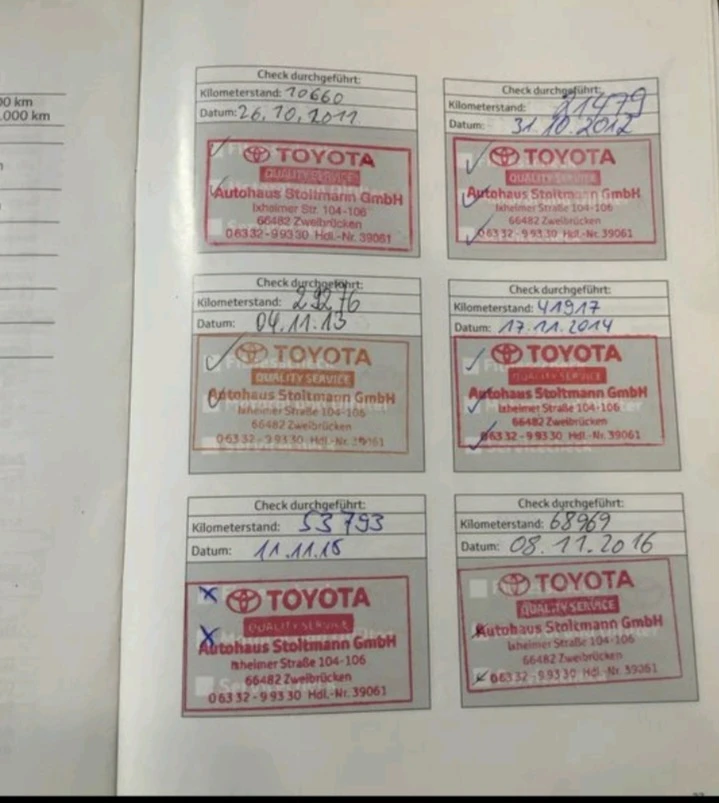 00 km
.000 km
Check durchgeführt:
Kilometerstand: 10660
Datum: 26.10.2011
TOYOTA
QUALITY SERVICE
Autohaus Stoltmann GmbH
Ixheimer Str. 104-106
66482 Zweibrücken
06332-99330 Hdl.-Nr. 39061
Check durchgeführt:
Kilometerstand: 21479
Datum: 31.10.2012
TOYOTA
QUALITY SERVICE
Autohaus Stoltmann GmbH
Ixheimer Straße 104-106
66482 Zweibrücken
06332-99330 Hdl.-Nr. 39061
Check durchgeführt:
Kilometerstand: 29276
Datum: 04.11.13
TOYOTA
QUALITY SERVICE
Autohaus Stoltmann GmbH
Ixheimer Straße 104-106
66482 Zweibrücken
06332-99330 Hdl.-Nr.
Check durchgeführt:
Kilometerstand: 41917
Datum: 17.11.2014
TOYOTA
QUALITY SERVICE
Autohaus Stoltmann GmbH
Ixheimer Straße 104-106
66482 Zweibrücken
06332-99330 Hdl.-Nr. 39061
Check durchgeführt:
Kilometerstand: 53793
Datum: 11.11.15
TOYOTA
QUALITY SERVICE
Autohaus Stoltmann GmbH
Ixheimer Straße 104-106
66482 Zweibrücken
06332-99330 Hdl.-Nr. 39061
Check durchgeführt:
Kilometerstand: 68969
Datum: 08.11.2016
TOYOTA
QUALITY SERVICE
Autohaus Stoltmann GmbH
Ixheimer Straße 104-106
66482 Zweibrücken
06332-99330 Hdl.-Nr. 39061